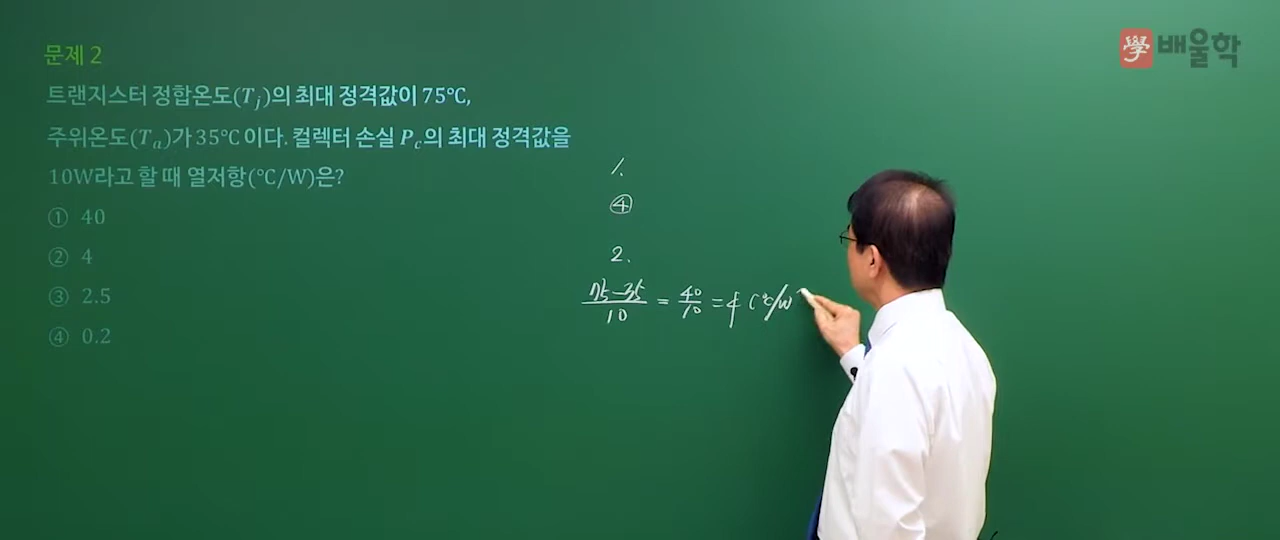 學 배울학
문제 2
트랜지스터 정합온도(Tj)의 최대 정격값이 75℃,
주위온도(Ta)가 35℃ 이다. 컬렉터 손실 Pc의 최대 정격값을
10W라고 할 때 열저항(℃/W)은?
① 40
② 4
③ 2.5
④ 0.2
1.
④
2.
75-35/10 = 40/10 = 4 (℃/W)